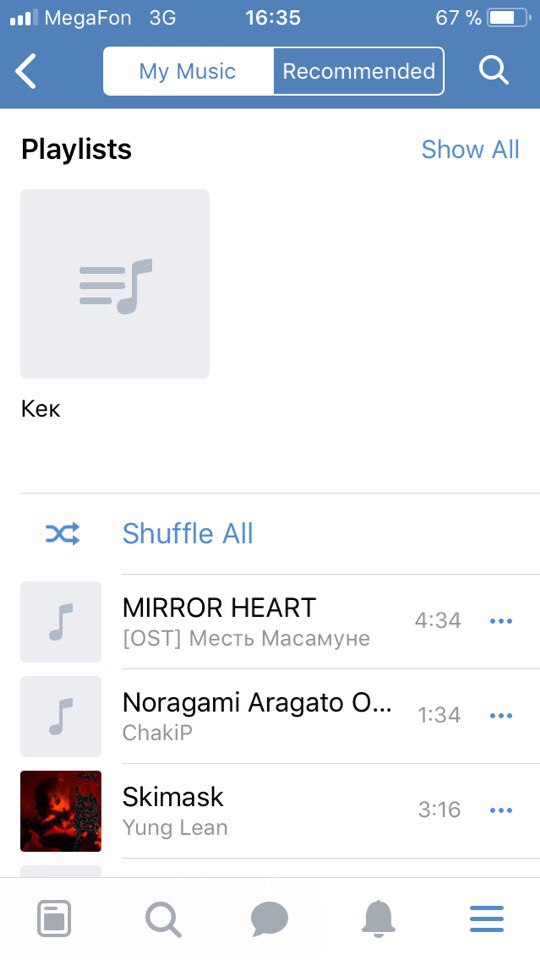 MegaFon 3G 16:35 67 %
My Music Recommended
Playlists Show All
Кек
Shuffle All
MIRROR HEART
[OST] Месть Масамуне
4:34
Noragami Aragato O...
ChakiP
1:34
Skimask
Yung Lean
3:16